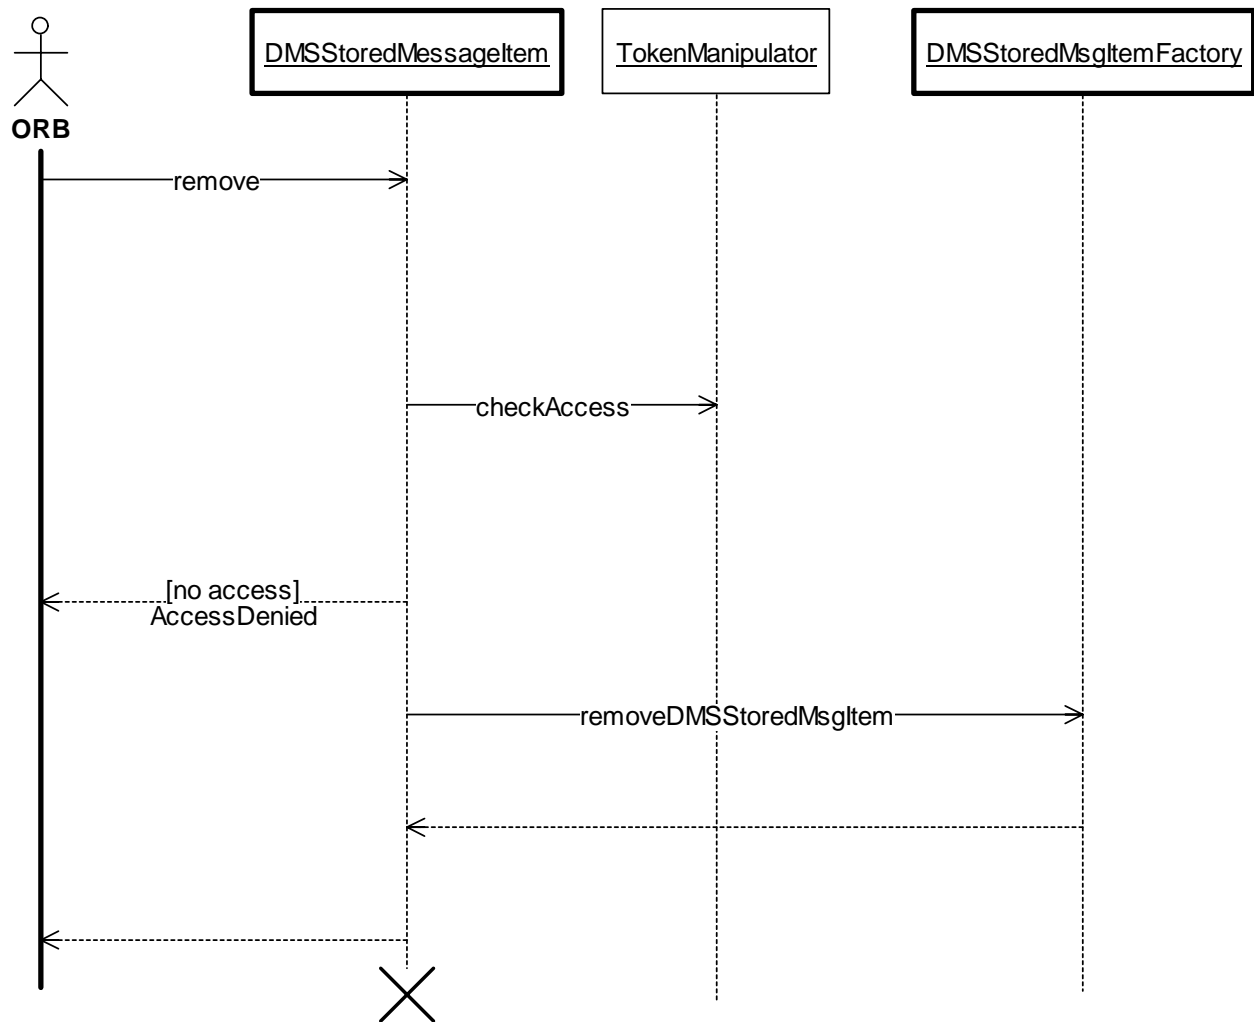 DMSStoredMessageItem
TokenManipulator
DMSStoredMsgItemFactory
ORB
remove
checkAccess
[no access]
AccessDenied
removeDMSStoredMsgItem